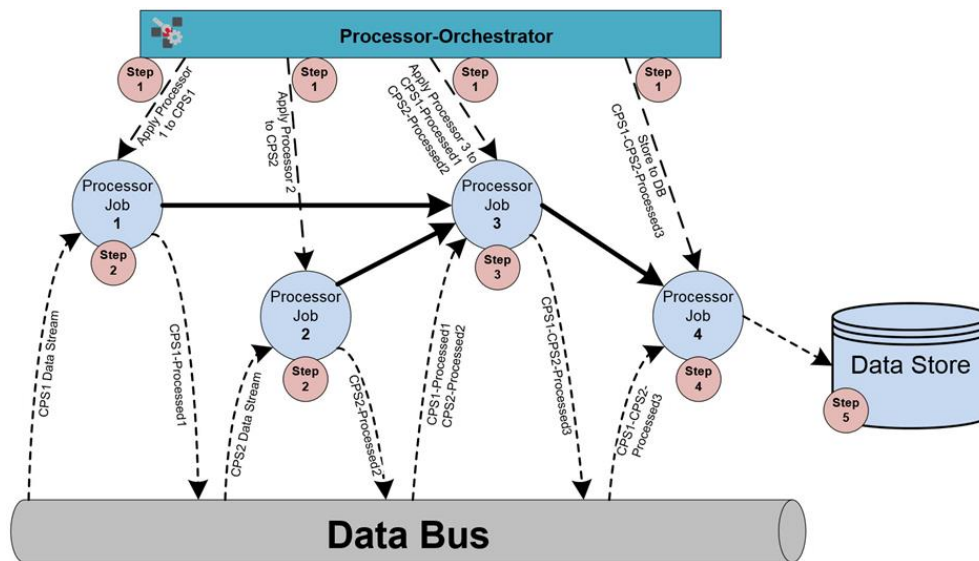 Processor-Orchestrator
Step
1
Step
1
Step
1
Step
1
Apply Processor
1 to CPS1
Apply Processor 2
to CPS2
Apply Processor 3 to
CPS1-Processed1
CPS2-Processed2
Store to DB
CPS1-CPS2-Processed3
Processor
Job
1
Step
2
Processor
Job
2
Step
2
Processor
Job
3
Step
3
Processor
Job
4
Step
4
Data Store
Step
5
CPS1 Data Stream
CPS1-Processed1
CPS2 Data Stream
CPS2-Processed2
CPS1-Processed1
CPS2-Processed2
CPS1-CPS2-Processed3
CPS1-CPS2-
Processed3
Data Bus